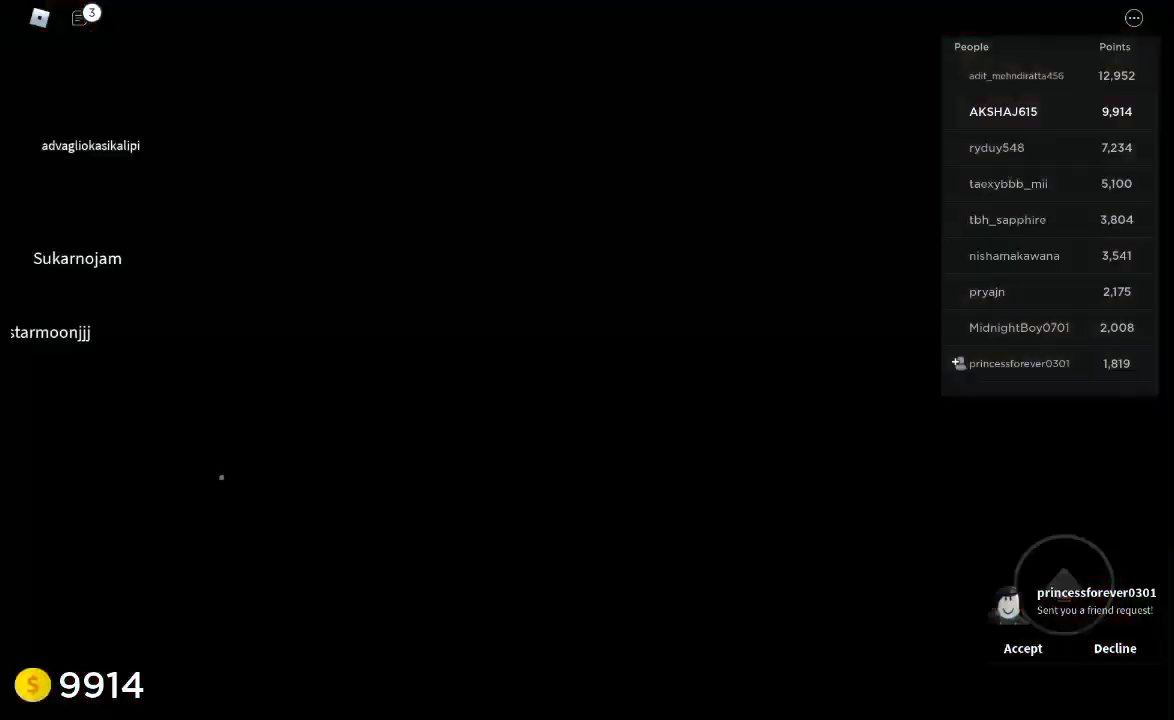 3
People Points
adit_mehndiratta456 12,952
AKSHAJ615 9,914
advagliokasikalipi
ryduy548 7,234
taexybbb_mii 5,100
tbh_sapphire 3,804
Sukarnojam
nishamakawana 3,541
pryajn 2,175
starmoonjjj
MidnightBoy0701 2,008
princessforever0301 1,819
princessforever0301
Sent you a friend request!
Accept Decline
$ 9914